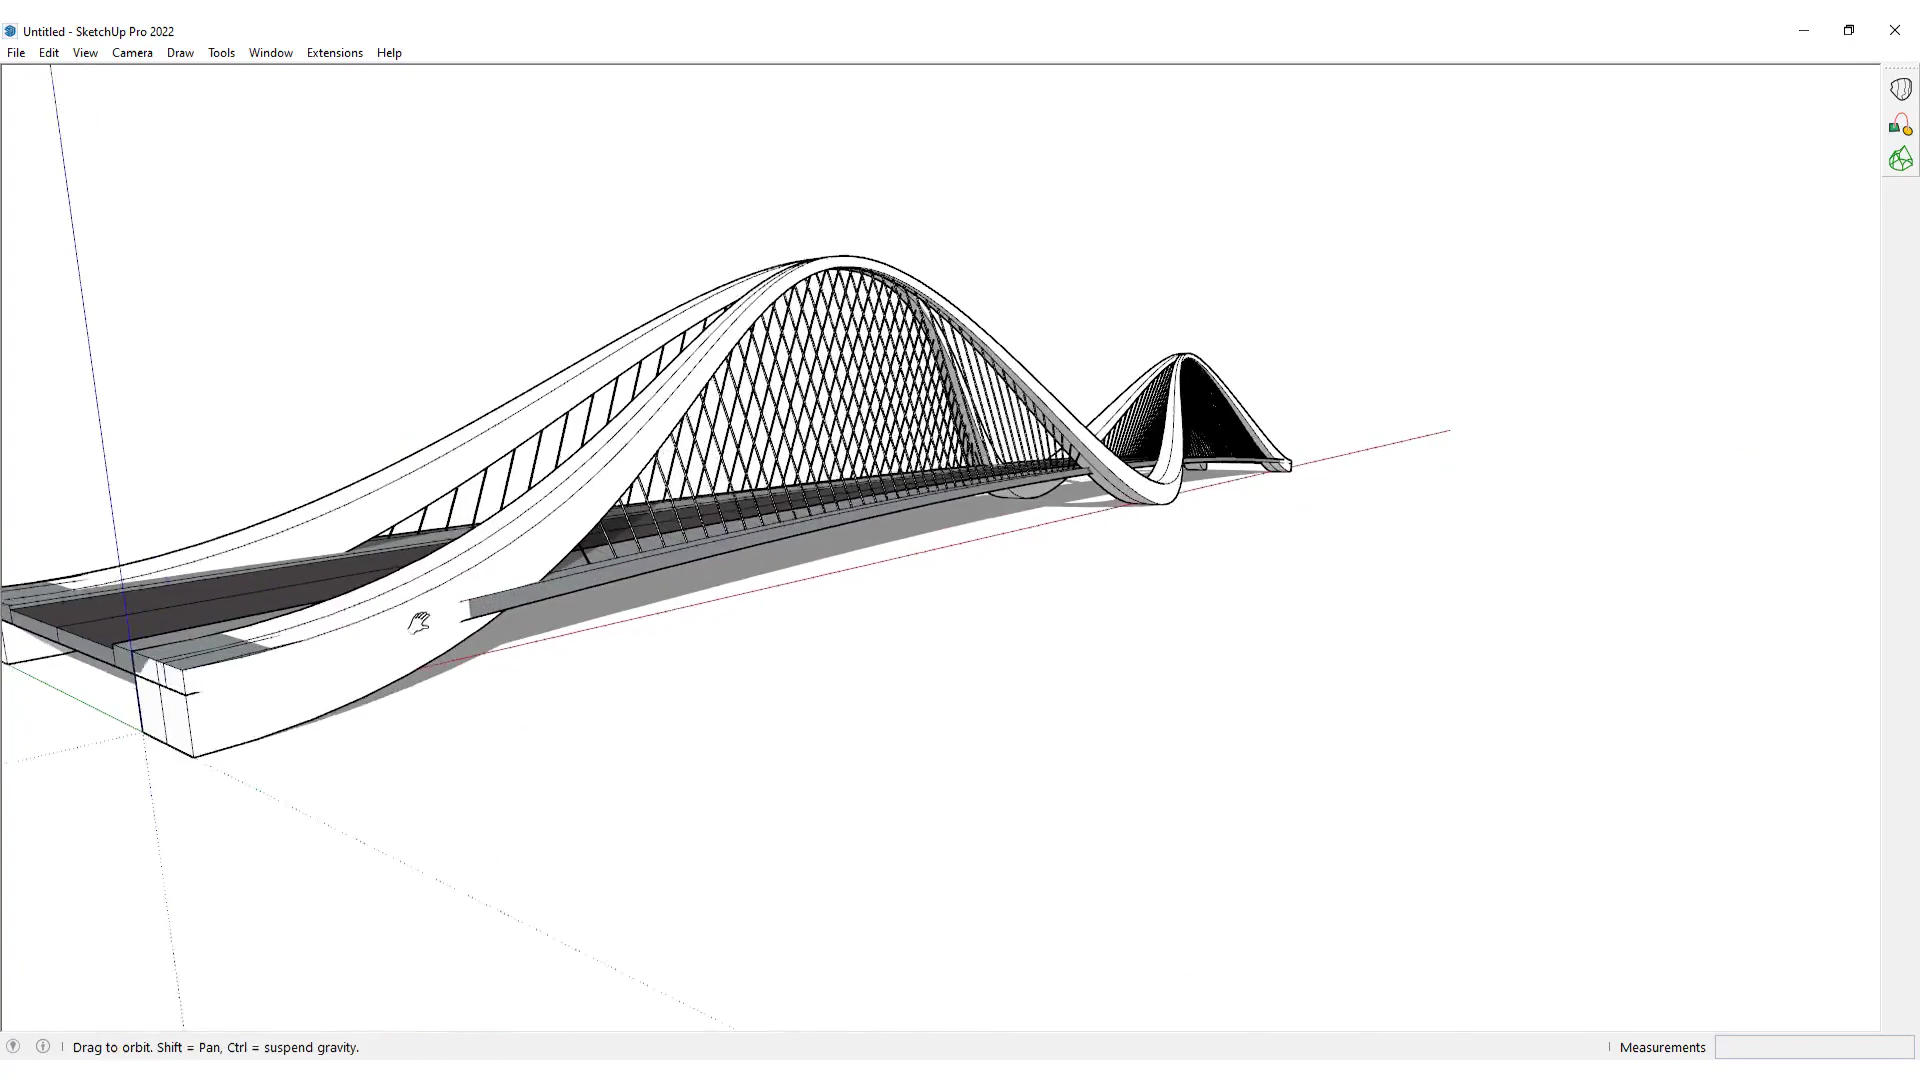 Untitled - SketchUp Pro 2022
File Edit View Camera Draw Tools Window Extensions Help
Drag to orbit. Shift = Pan, Ctrl = suspend gravity.
Measurements